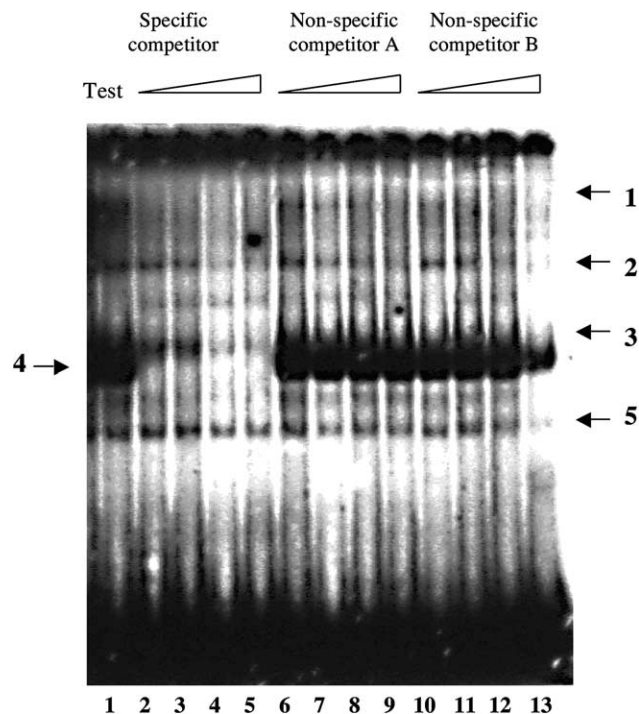 Specific
competitor
Non-specific
competitor A
Non-specific
competitor B
Test
1
2
3
4
5
1 2 3 4 5 6 7 8 9 10 11 12 13